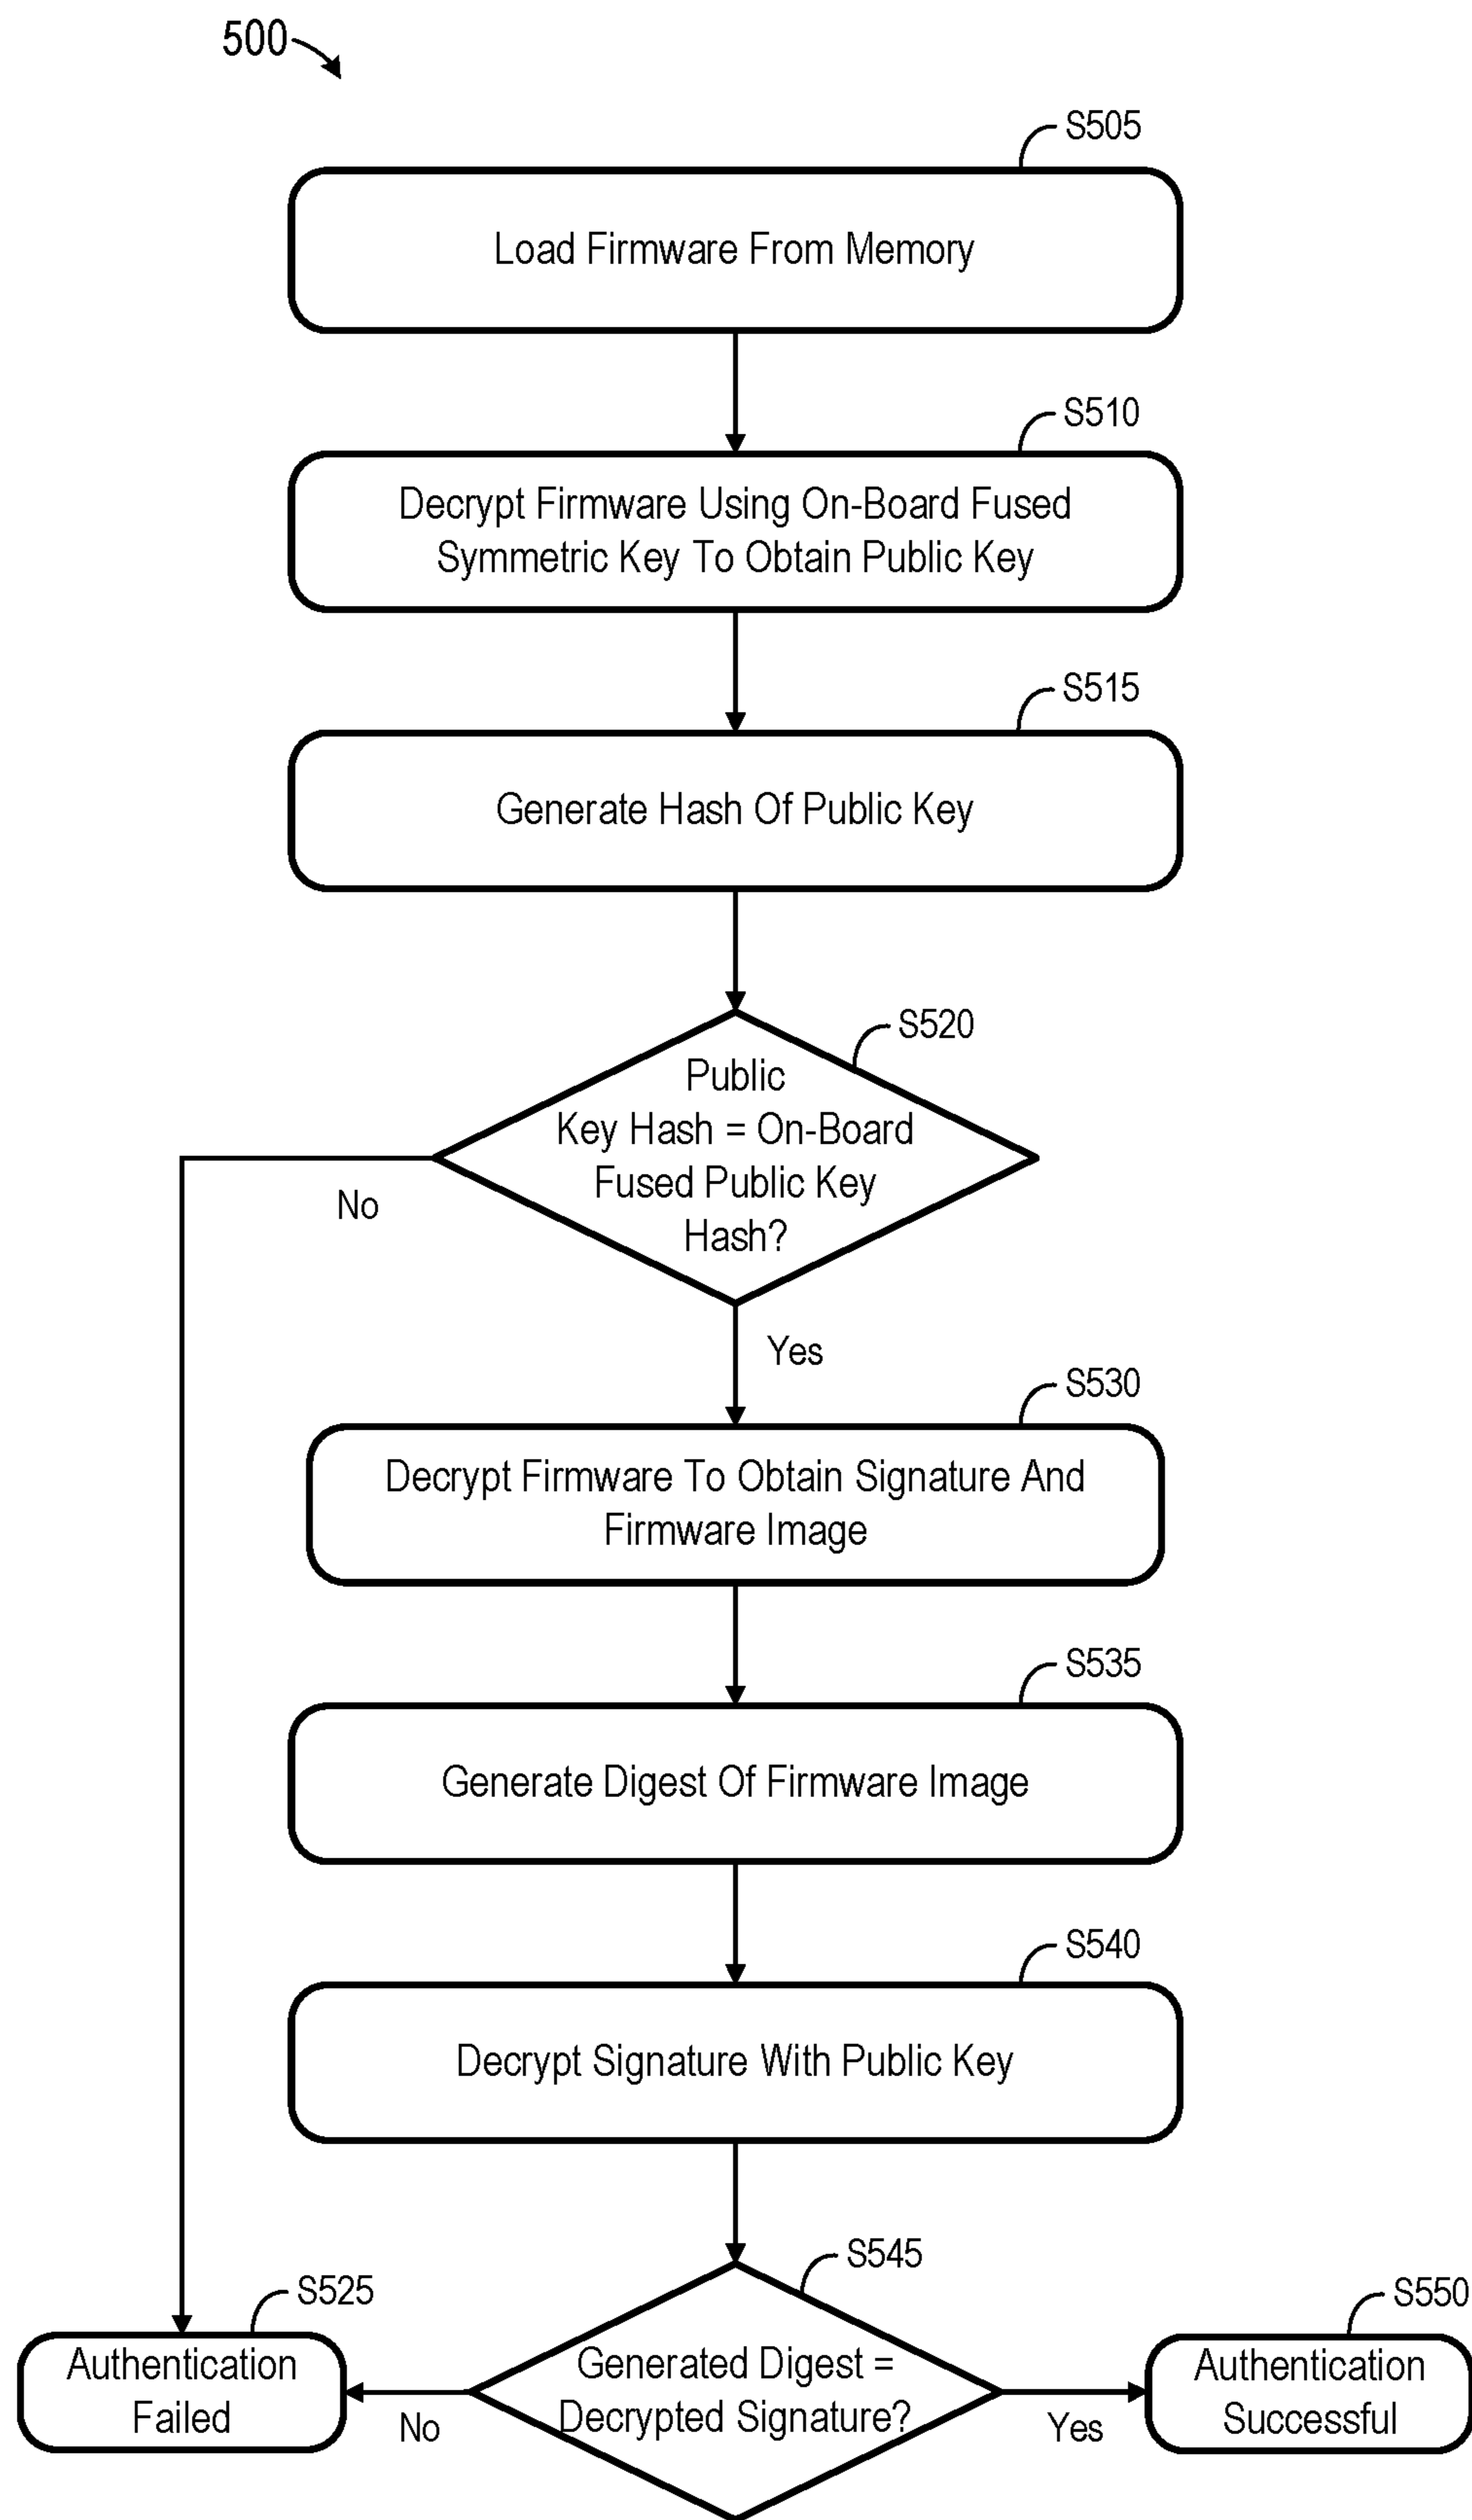 500
S505
Load Firmware From Memory
S510
Decrypt Firmware Using On-Board Fused
Symmetric Key To Obtain Public Key
S515
Generate Hash Of Public Key
S520
Public
Key Hash = On-Board
Fused Public Key
Hash?
No
Yes
S530
Decrypt Firmware To Obtain Signature And
Firmware Image
S535
Generate Digest Of Firmware Image
S540
Decrypt Signature With Public Key
S545
S525
Authentication
Failed
No
Generated Digest =
Decrypted Signature?
Yes
S550
Authentication
Successful